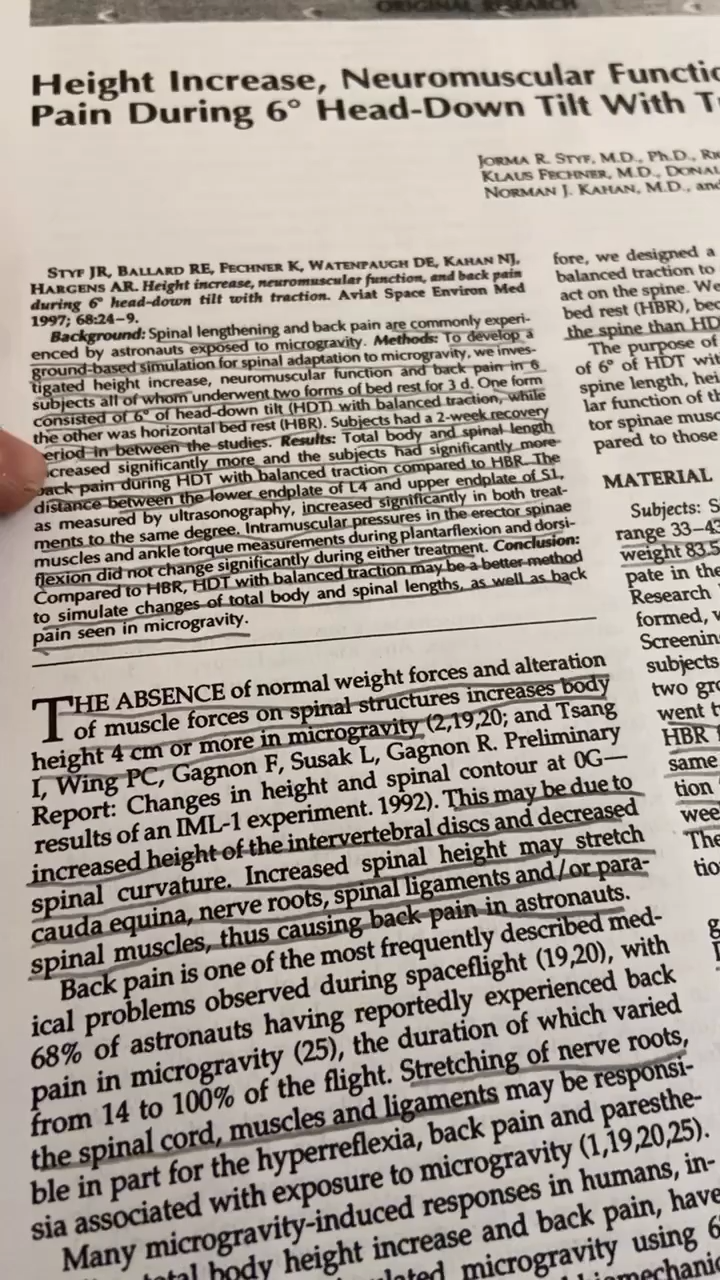 ORIGINAL RESEARCH
Height Increase, Neuromuscular
Pain During 6° Head-Down Tilt With
JORMA R. STYF, M.D., PH.D.,
KLAUS FECHNER, M.D.,
NORMAN J. KAHAN, M.D., and
STYF JR, BALLARD RE, FECHNER K, WATENPAUGH DE, KAHAN NJ,
HARGENS AR. Height increase, neuromuscular function, and back pain
during 6° head-down tilt with traction. Aviat Space Environ Med
1997; 68:24–9.
Background: Spinal lengthening and back pain are commonly experi-
enced by astronauts exposed to microgravity. Methods: To develop a
ground-based simulation for spinal adaptation to microgravity, we inves-
tigated height increase, neuromuscular function and back pain in 6
subjects all of whom underwent two forms of bed rest for 3 d. One form
consisted of 6° of head-down tilt (HDT) with balanced traction, while
the other was horizontal bed rest (HBR). Subjects had a 2-week recovery
eriod in between the studies. Results: Total body and spinal length
creased significantly more and the subjects had significantly more
back pain during HDT with balanced traction compared to HBR. The
distance between the lower endplate of L4 and upper endplate of S1,
as measured by ultrasonography, increased significantly in both treat-
ments to the same degree. Intramuscular pressures in the erector spinae
muscles and ankle torque measurements during plantarflexion and dorsi-
flexion did not change significantly during either treatment. Conclusion:
Compared to HBR, HDT with balanced traction may be a better method
to simulate changes of total body and spinal lengths, as well as back
pain seen in microgravity.
THE ABSENCE of normal weight forces and alteration
of muscle forces on spinal structures increases body
height 4 cm or more in microgravity (2,19,20; and Tsang
I, Wing PC, Gagnon F, Susak L, Gagnon R. Preliminary
Report: Changes in height and spinal contour at 0G—
results of an IML-1 experiment. 1992). This may be due to
increased height of the intervertebral discs and decreased
spinal curvature. Increased spinal height may stretch
cauda equina, nerve roots, spinal ligaments and/or para-
spinal muscles, thus causing back pain in astronauts.
Back pain is one of the most frequently described med-
ical problems observed during spaceflight (19,20), with
68% of astronauts having reportedly experienced back
pain in microgravity (25), the duration of which varied
from 14 to 100% of the flight. Stretching of nerve roots,
the spinal cord, muscles and ligaments may be responsi-
ble in part for the hyperreflexia, back pain and paresthe-
sia associated with exposure to microgravity (1,19,20,25).
Many microgravity-induced responses in humans, in-
total body height increase and back pain, have
microgravity using
fore, we designed a
balanced traction to
act on the spine. We
bed rest (HBR),
the spine than
The purpose of
of 6° of HDT
spine length,
lar function of
tor spinae
pared to those
MATERIAL
Subjects:
range
weight 83.5
pate in the
Research
formed,
subjects
two
went
HBR
same
tion